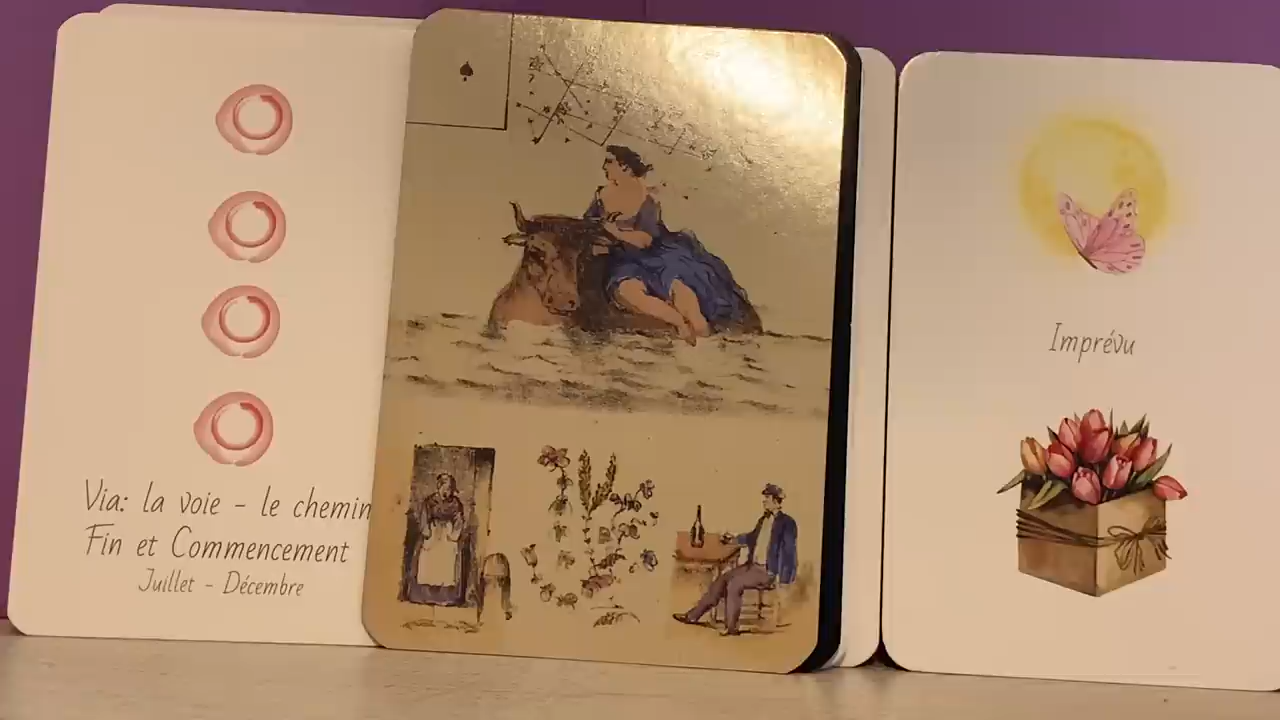 Via: la voie - le chemin
Fin et Commencement
Juillet - Décembre
Imprévu